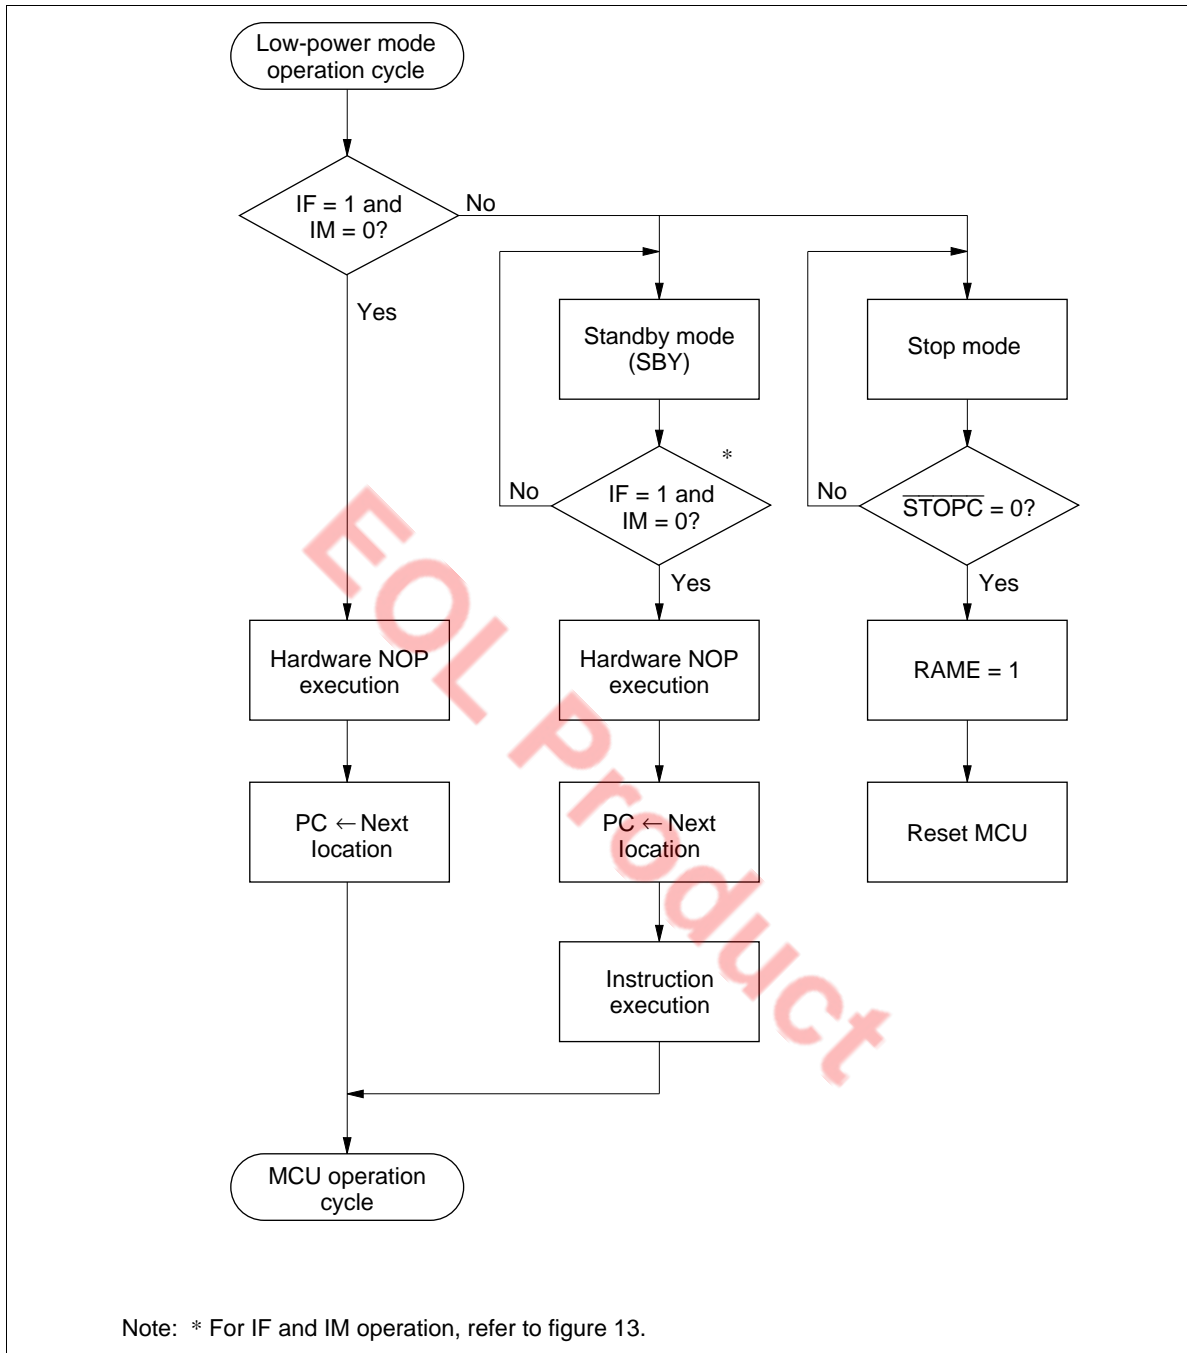 Low-power mode
operation cycle
IF = 1 and
IM = 0?
No
Yes
Standby mode
(SBY)
Stop mode
*
No
IF = 1 and
IM = 0?
No
S̅T̅O̅P̅C̅ = 0?
Yes
Yes
Hardware NOP
execution
Hardware NOP
execution
RAME = 1
PC ← Next
location
PC ← Next
location
Reset MCU
Instruction
execution
MCU operation
cycle
EOL Product
Note: * For IF and IM operation, refer to figure 13.